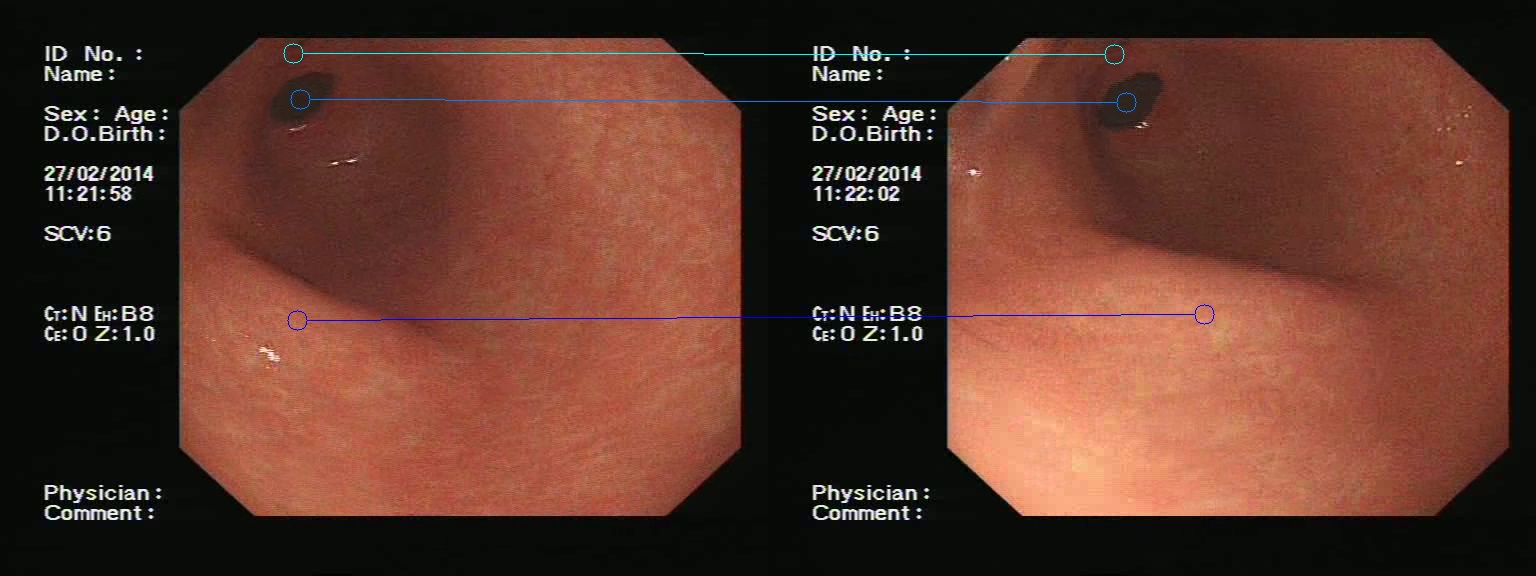 ID No. :
Name :
Sex: Age:
D.O.Birth:
27/02/2014
11:21:58
SCV:6
CT:N EH:B8
CE:0 Z:1.0
Physician:
Comment:
ID No. :
Name :
Sex: Age:
D.O.Birth:
27/02/2014
11:22:02
SCV:6
CT:N EH:B8
CE:0 Z:1.0
Physician:
Comment: